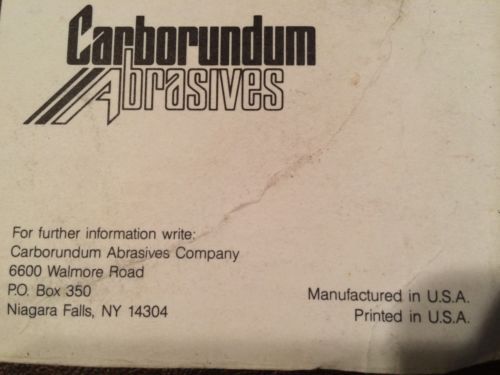 Carborundum
Abrasives
For further information write:
Carborundum Abrasives Company
6600 Walmore Road
P.O. Box 350
Niagara Falls, NY 14304
Manufactured in U.S.A.
Printed in U.S.A.